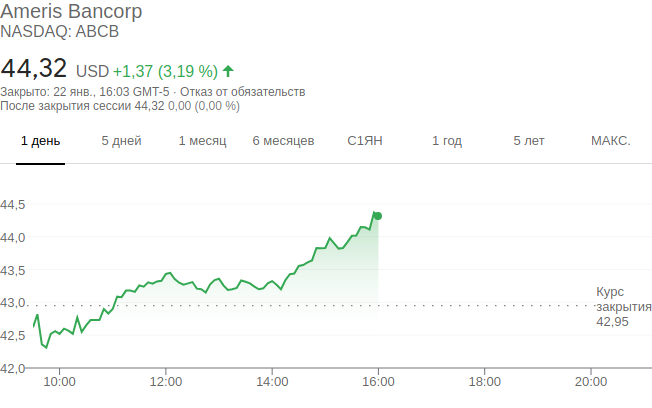 Ameris Bancorp
NASDAQ: ABCB
44,32 USD +1,37 (3,19 %)
Закрыто: 22 янв., 16:03 GMT-5 · Отказ от обязательств
После закрытия сессии 44,32 0,00 (0,00 %)
1 день 5 дней 1 месяц 6 месяцев С1ЯН 1 год 5 лет МАКС.
44,5
44,0
43,5
43,0
42,5
42,0
Курс
закрытия
42,95
10:00 12:00 14:00 16:00 18:00 20:00